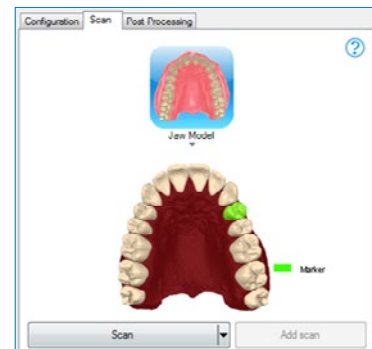 Configuration Scan Post Processing
?
Jaw Model
Marker
Scan Add scan